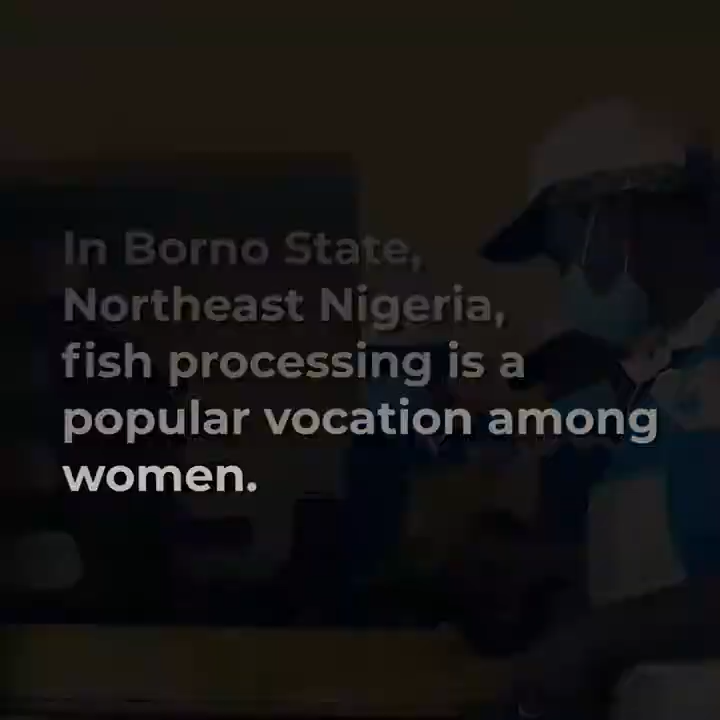 In Borno State,
Northeast Nigeria,
fish processing is a
popular vocation among
women.